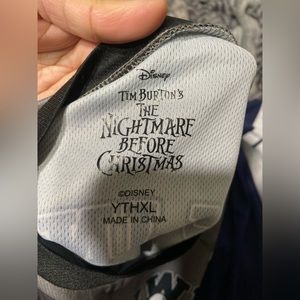 Disney
TIM BURTON'S
THE
NIGHTMARE
BEFORE
CHRISTMAS
©DISNEY
YTHXL
MADE IN CHINA
W